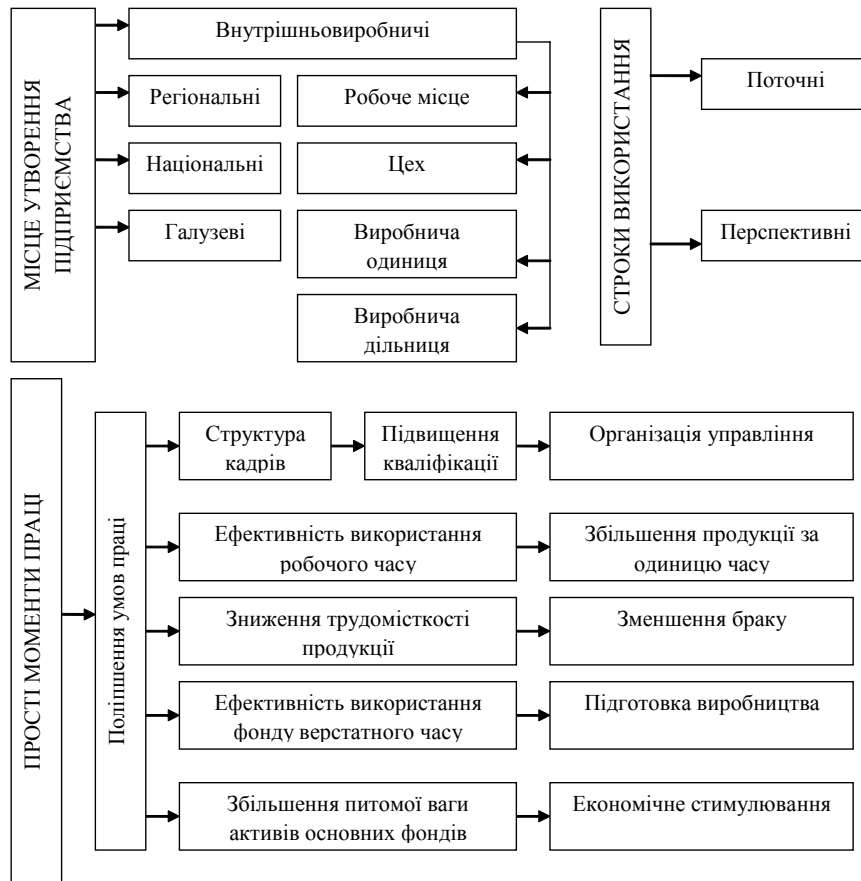 МІСЦЕ УТВОРЕННЯ
ПІДПРИЄМСТВА
Внутрішньовиробничі
Регіональні
Робоче місце
Національні
Цех
Галузеві
Виробнича
одиниця
Виробнича
дільниця
СТРОКИ ВИКОРИСТАННЯ
Поточні
Перспективні
ПРОСТІ МОМЕНТИ ПРАЦІ
Поліпшення умов праці
Структура
кадрів
Підвищення
кваліфікації
Організація управління
Ефективність використання
робочого часу
Збільшення продукції за
одиницю часу
Зниження трудомісткості
продукції
Зменшення браку
Ефективність використання
фонду верстатного часу
Підготовка виробництва
Збільшення питомої ваги
активів основних фондів
Економічне стимулювання